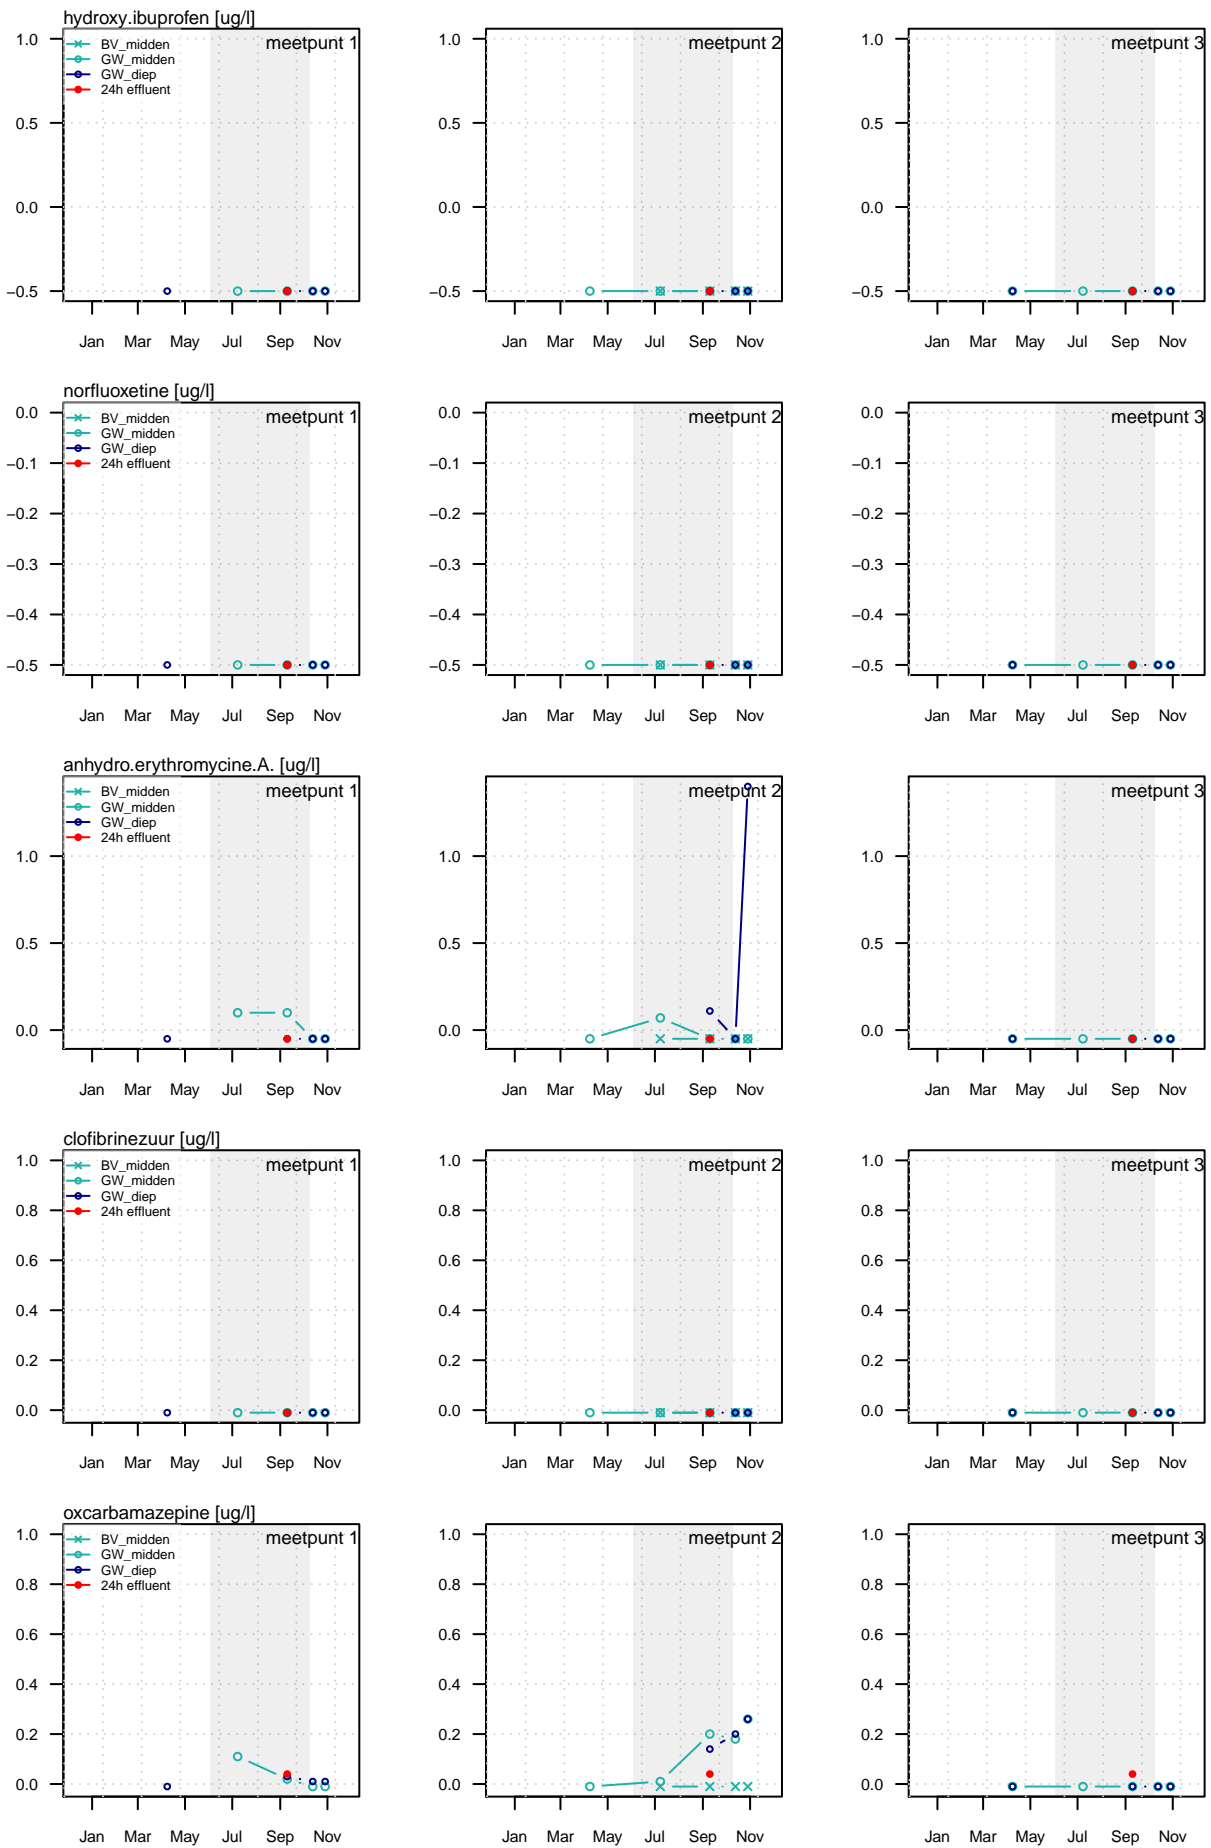 hydroxy.ibuprofen [ug/l]
meetpunt 1
meetpunt 2
meetpunt 3
BV_midden
GW_midden
GW_diep
24h effluent
1.0
0.5
0.0
−0.5
1.0
0.5
0.0
−0.5
1.0
0.5
0.0
−0.5
Jan Mar May Jul Sep Nov
Jan Mar May Jul Sep Nov
Jan Mar May Jul Sep Nov
norfluoxetine [ug/l]
meetpunt 1
meetpunt 2
meetpunt 3
BV_midden
GW_midden
GW_diep
24h effluent
0.0
−0.1
−0.2
−0.3
−0.4
−0.5
0.0
−0.1
−0.2
−0.3
−0.4
−0.5
0.0
−0.1
−0.2
−0.3
−0.4
−0.5
Jan Mar May Jul Sep Nov
Jan Mar May Jul Sep Nov
Jan Mar May Jul Sep Nov
anhydro.erythromycine.A. [ug/l]
meetpunt 1
meetpunt 2
meetpunt 3
BV_midden
GW_midden
GW_diep
24h effluent
1.0
0.5
0.0
1.0
0.5
0.0
1.0
0.5
0.0
Jan Mar May Jul Sep Nov
Jan Mar May Jul Sep Nov
Jan Mar May Jul Sep Nov
clofibrinezuur [ug/l]
meetpunt 1
meetpunt 2
meetpunt 3
BV_midden
GW_midden
GW_diep
24h effluent
1.0
0.8
0.6
0.4
0.2
0.0
1.0
0.8
0.6
0.4
0.2
0.0
1.0
0.8
0.6
0.4
0.2
0.0
Jan Mar May Jul Sep Nov
Jan Mar May Jul Sep Nov
Jan Mar May Jul Sep Nov
oxcarbamazepine [ug/l]
meetpunt 1
meetpunt 2
meetpunt 3
BV_midden
GW_midden
GW_diep
24h effluent
1.0
0.8
0.6
0.4
0.2
0.0
1.0
0.8
0.6
0.4
0.2
0.0
1.0
0.8
0.6
0.4
0.2
0.0
Jan Mar May Jul Sep Nov
Jan Mar May Jul Sep Nov
Jan Mar May Jul Sep Nov